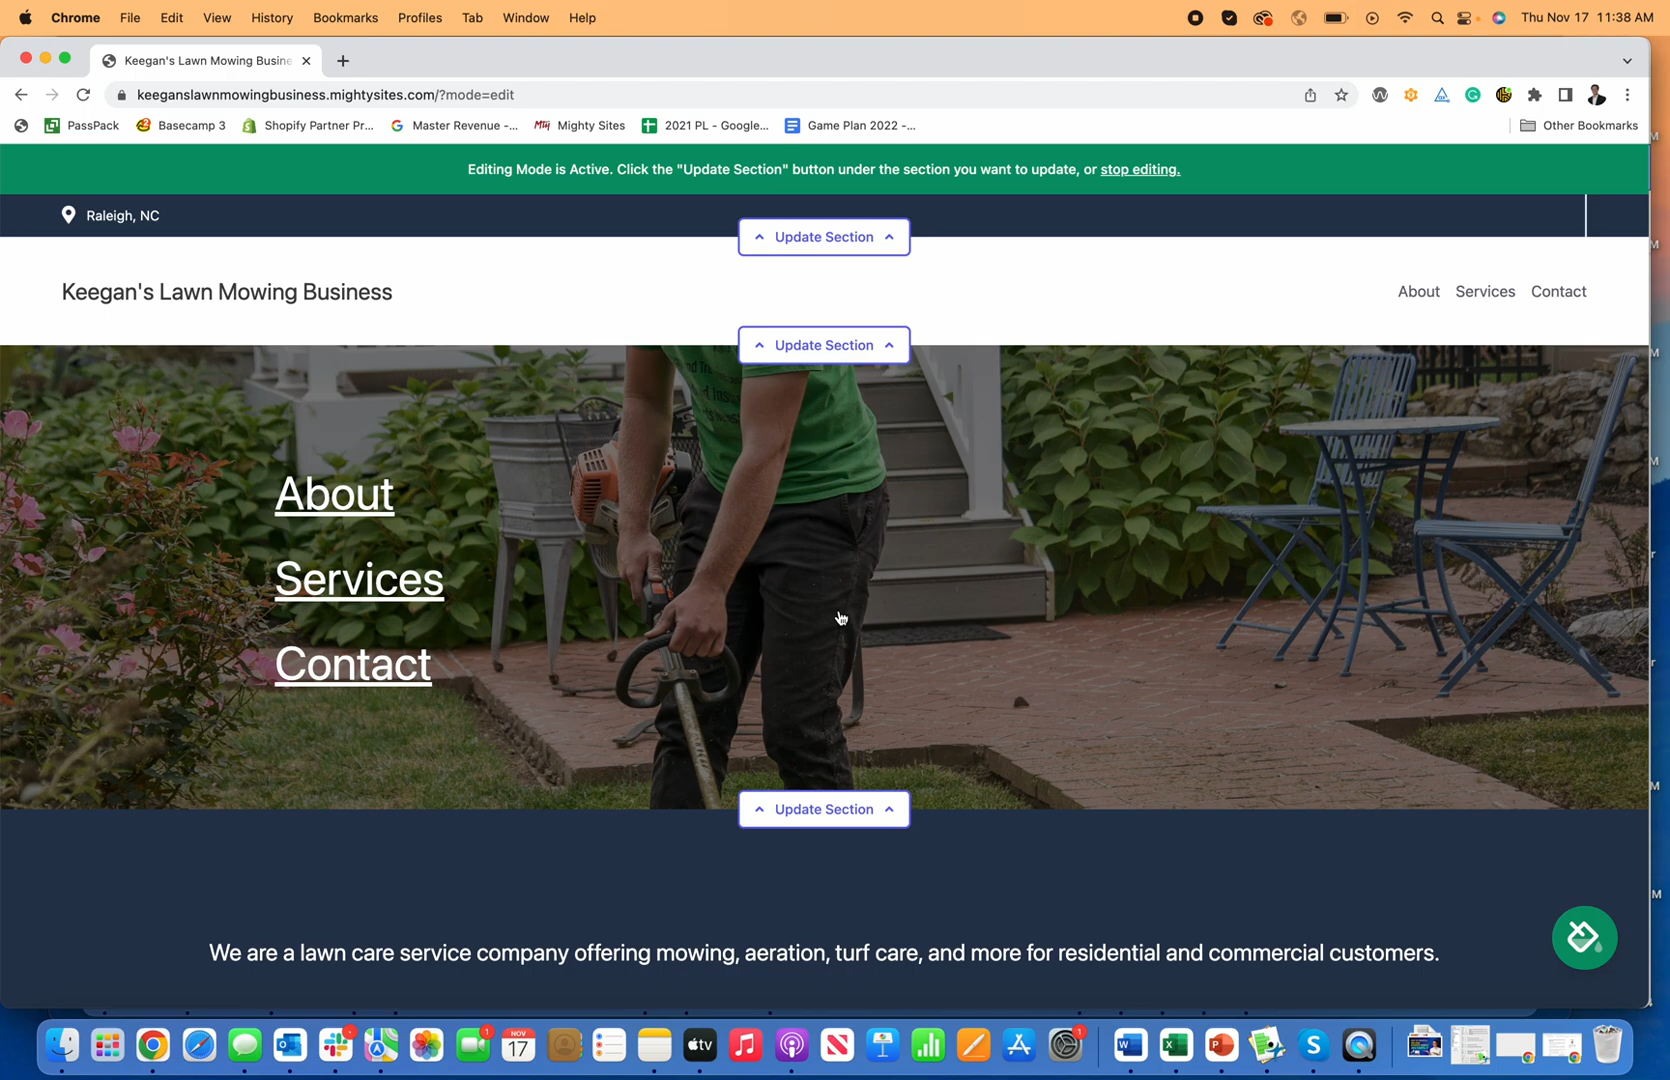 Chrome File Edit View History Bookmarks Profiles Tab Window Help Thu Nov 17 11:38 AM
Keegan's Lawn Mowing Busine
keeganslawnmowingbusiness.mightysites.com/?mode=edit
PassPack Basecamp 3 Shopify Partner Pr... Master Revenue -... Mighty Sites 2021 PL - Google... Game Plan 2022 -... Other Bookmarks
Editing Mode is Active. Click the "Update Section" button under the section you want to update, or stop editing.
Raleigh, NC
Update Section
Keegan's Lawn Mowing Business
About Services Contact
Update Section
About
Services
Contact
Update Section
We are a lawn care service company offering mowing, aeration, turf care, and more for residential and commercial customers.
NOV
17
tv